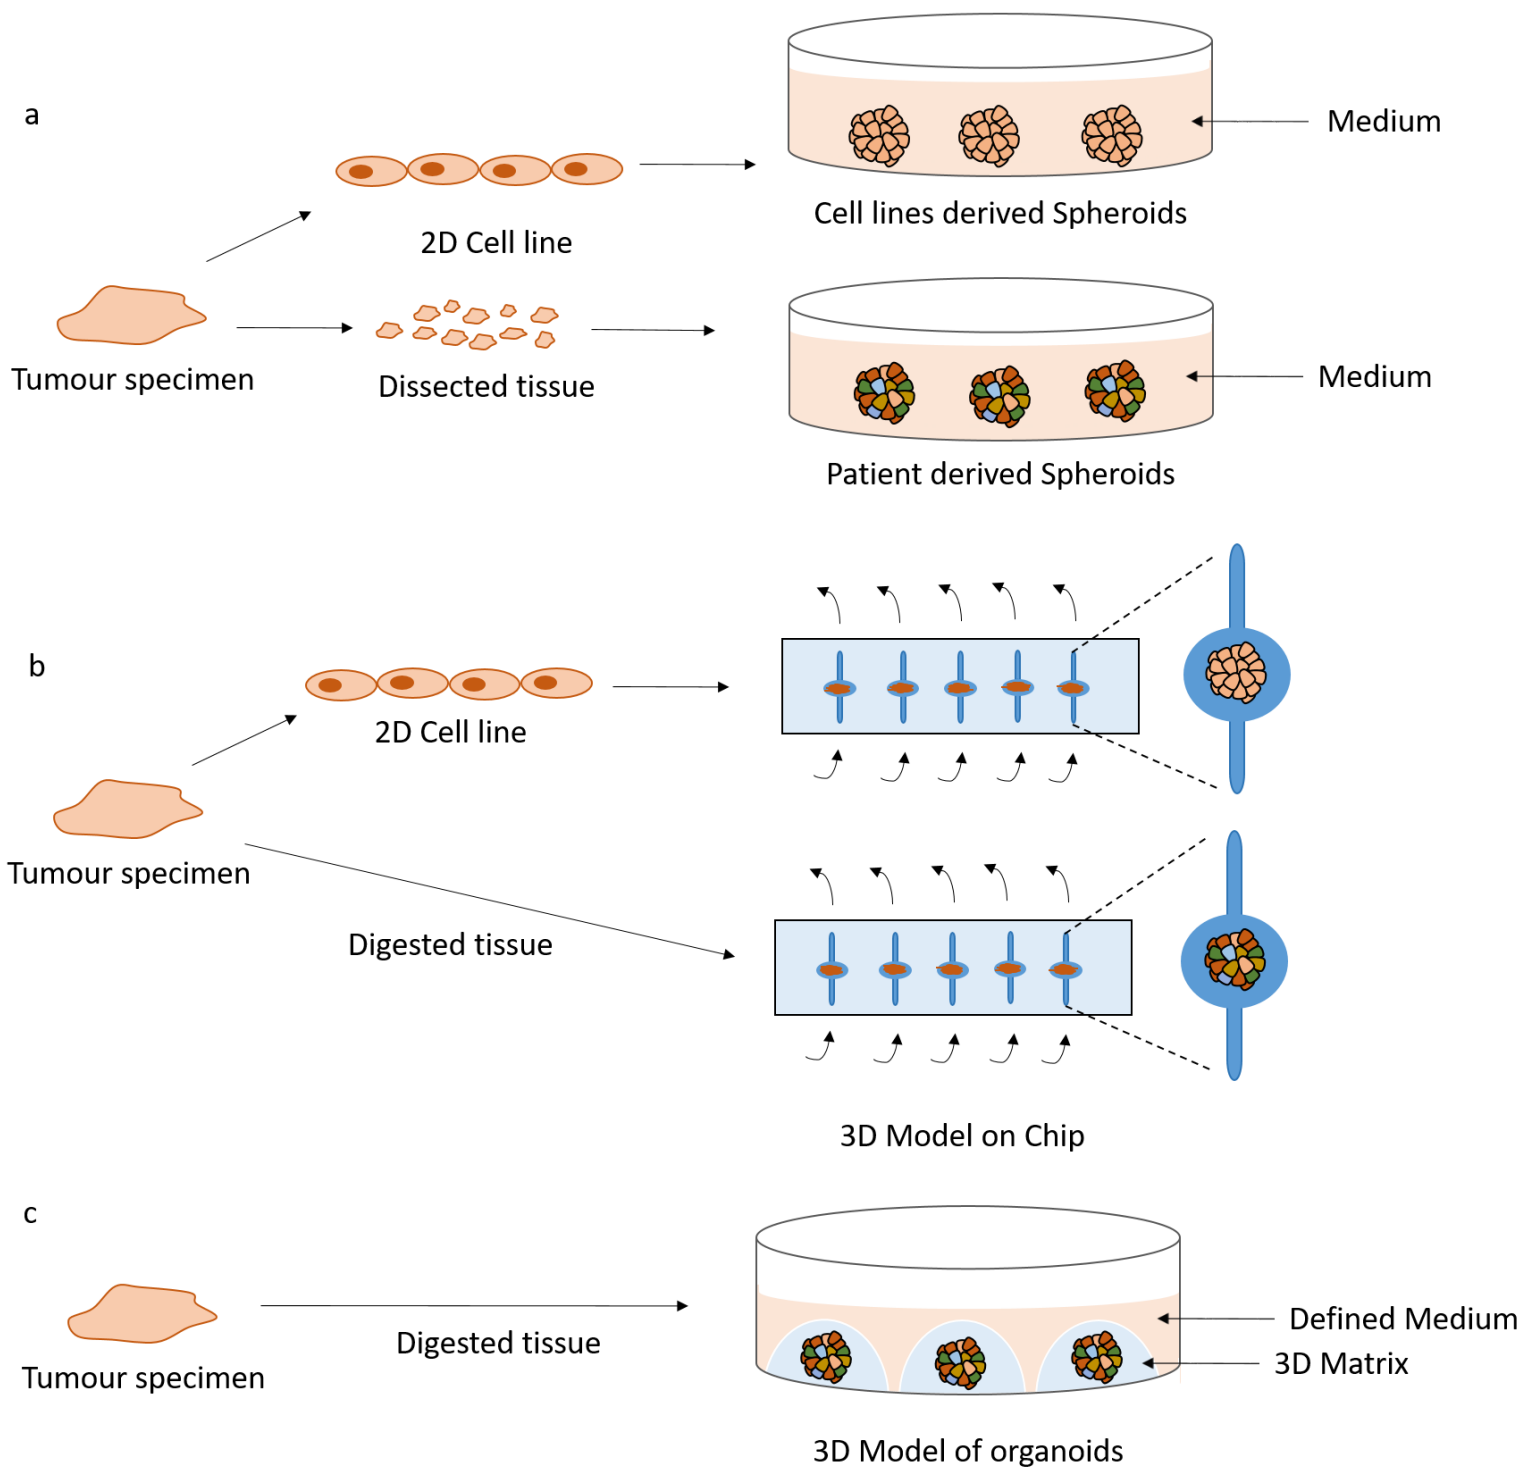 a
Medium
Cell lines derived Spheroids
2D Cell line
Tumour specimen
Dissected tissue
Medium
Patient derived Spheroids
b
2D Cell line
Tumour specimen
Digested tissue
3D Model on Chip
c
Defined Medium
Digested tissue
3D Matrix
Tumour specimen
3D Model of organoids